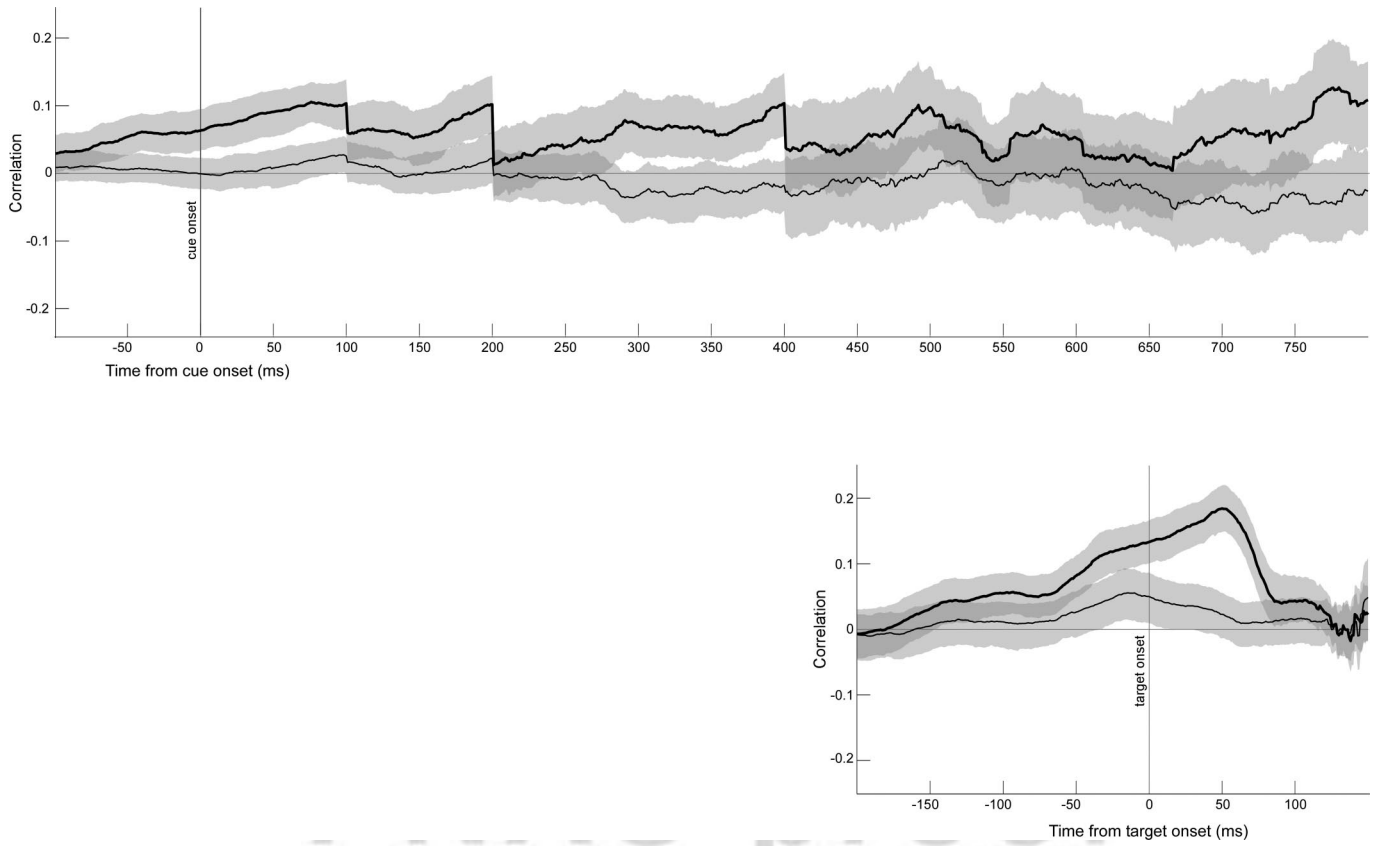 0.2
0.1
0
-0.1
-0.2
Correlation
cue onset
-50 0 50 100 150 200 250 300 350 400 450 500 550 600 650 700 750
Time from cue onset (ms)
0.2
0.1
0
-0.1
-0.2
Correlation
target onset
-150 -100 -50 0 50 100
Time from target onset (ms)